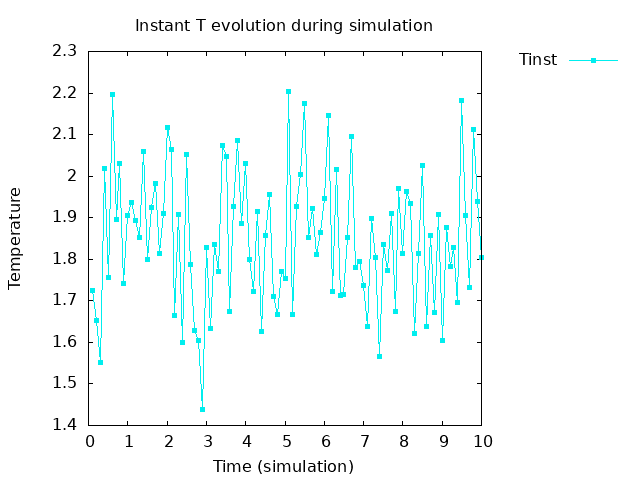 Instant T evolution during simulation
Tinst
Temperature
2.3
2.2
2.1
2
1.9
1.8
1.7
1.6
1.5
1.4
0 1 2 3 4 5 6 7 8 9 10
Time (simulation)